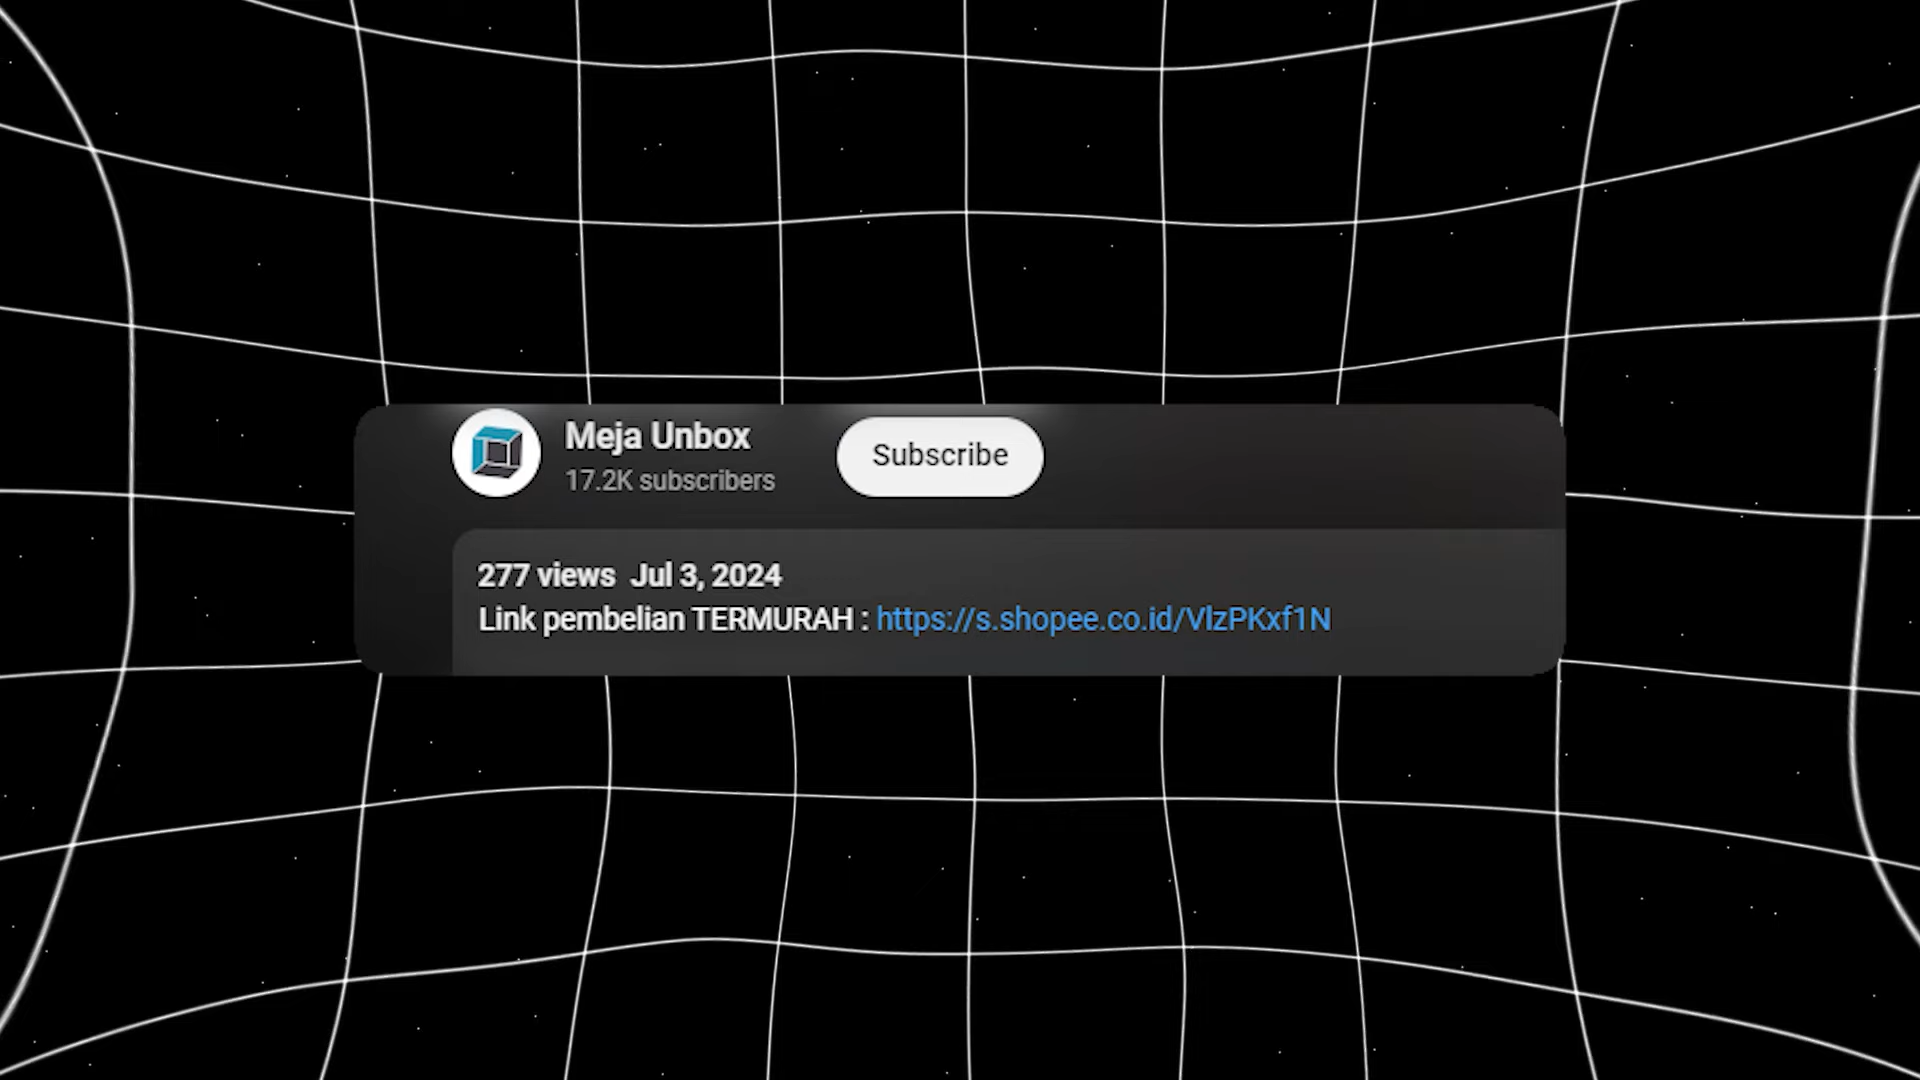 Meja Unbox
17.2K subscribers
Subscribe
277 views Jul 3, 2024
Link pembelian TERMURAH : https://s.shopee.co.id/VlzPKxf1N